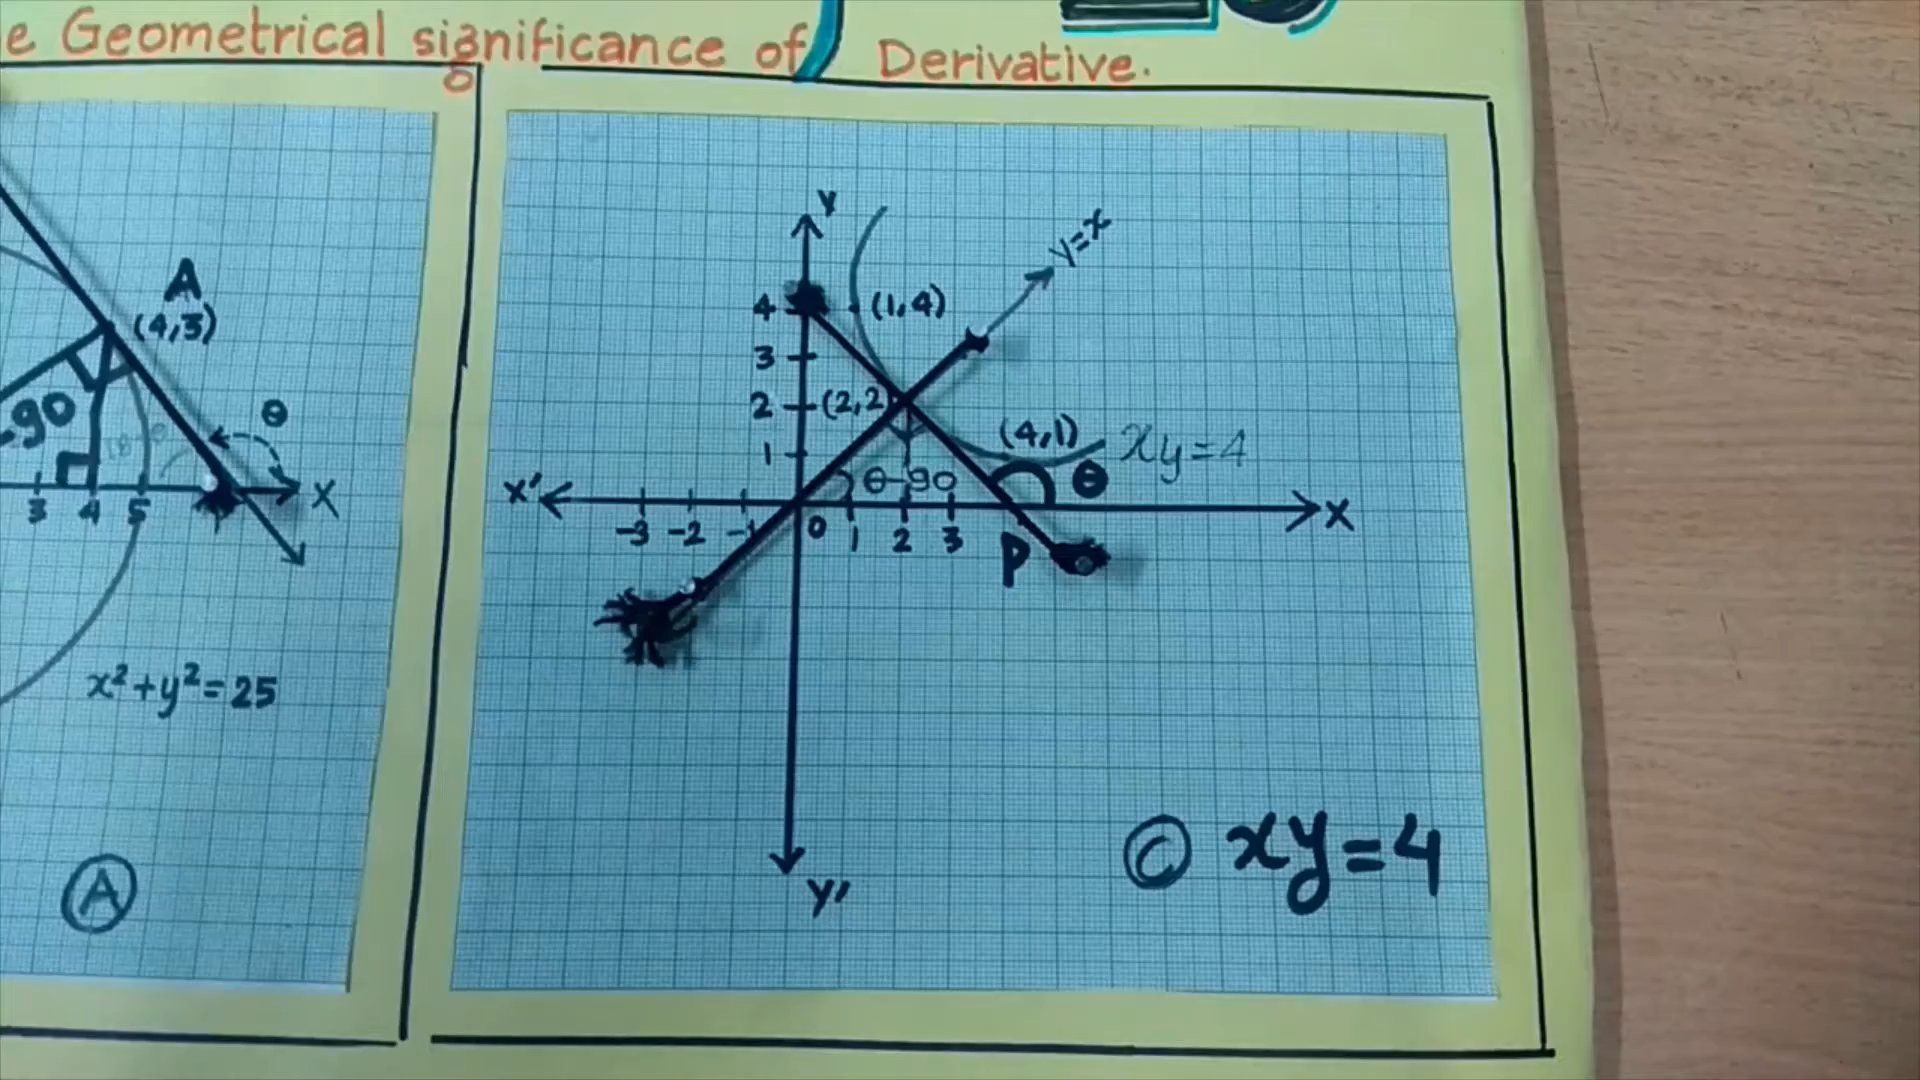 e Geometrical significance of Derivative.
A
(4,3)
-90
θ
X
3 4 5
x²+y²=25
A
Y
y=x
4
(1,4)
3
2
(2,2
1
(4,1)
xy=4
θ-90
θ
X'
X
-3 -2 -1 0 1 2 3
P
Y'
C xy=4